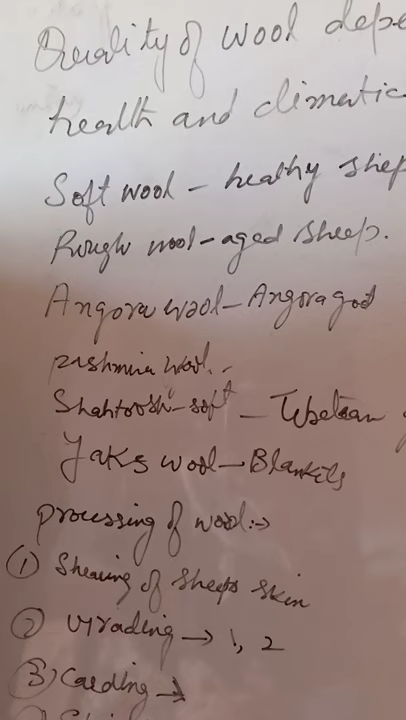 Quality of wool depe
health and climatic
Soft wool - healthy shep
Rough wool - aged sheep.
Angora wool - Angora goat
pashmina wool. -
Shahtoosh - soft - Tibetean
Yaks wool - Blankets
processing of wool :->
① Shearing of Sheeps skin
② Grading → 1, 2
③ Carding →